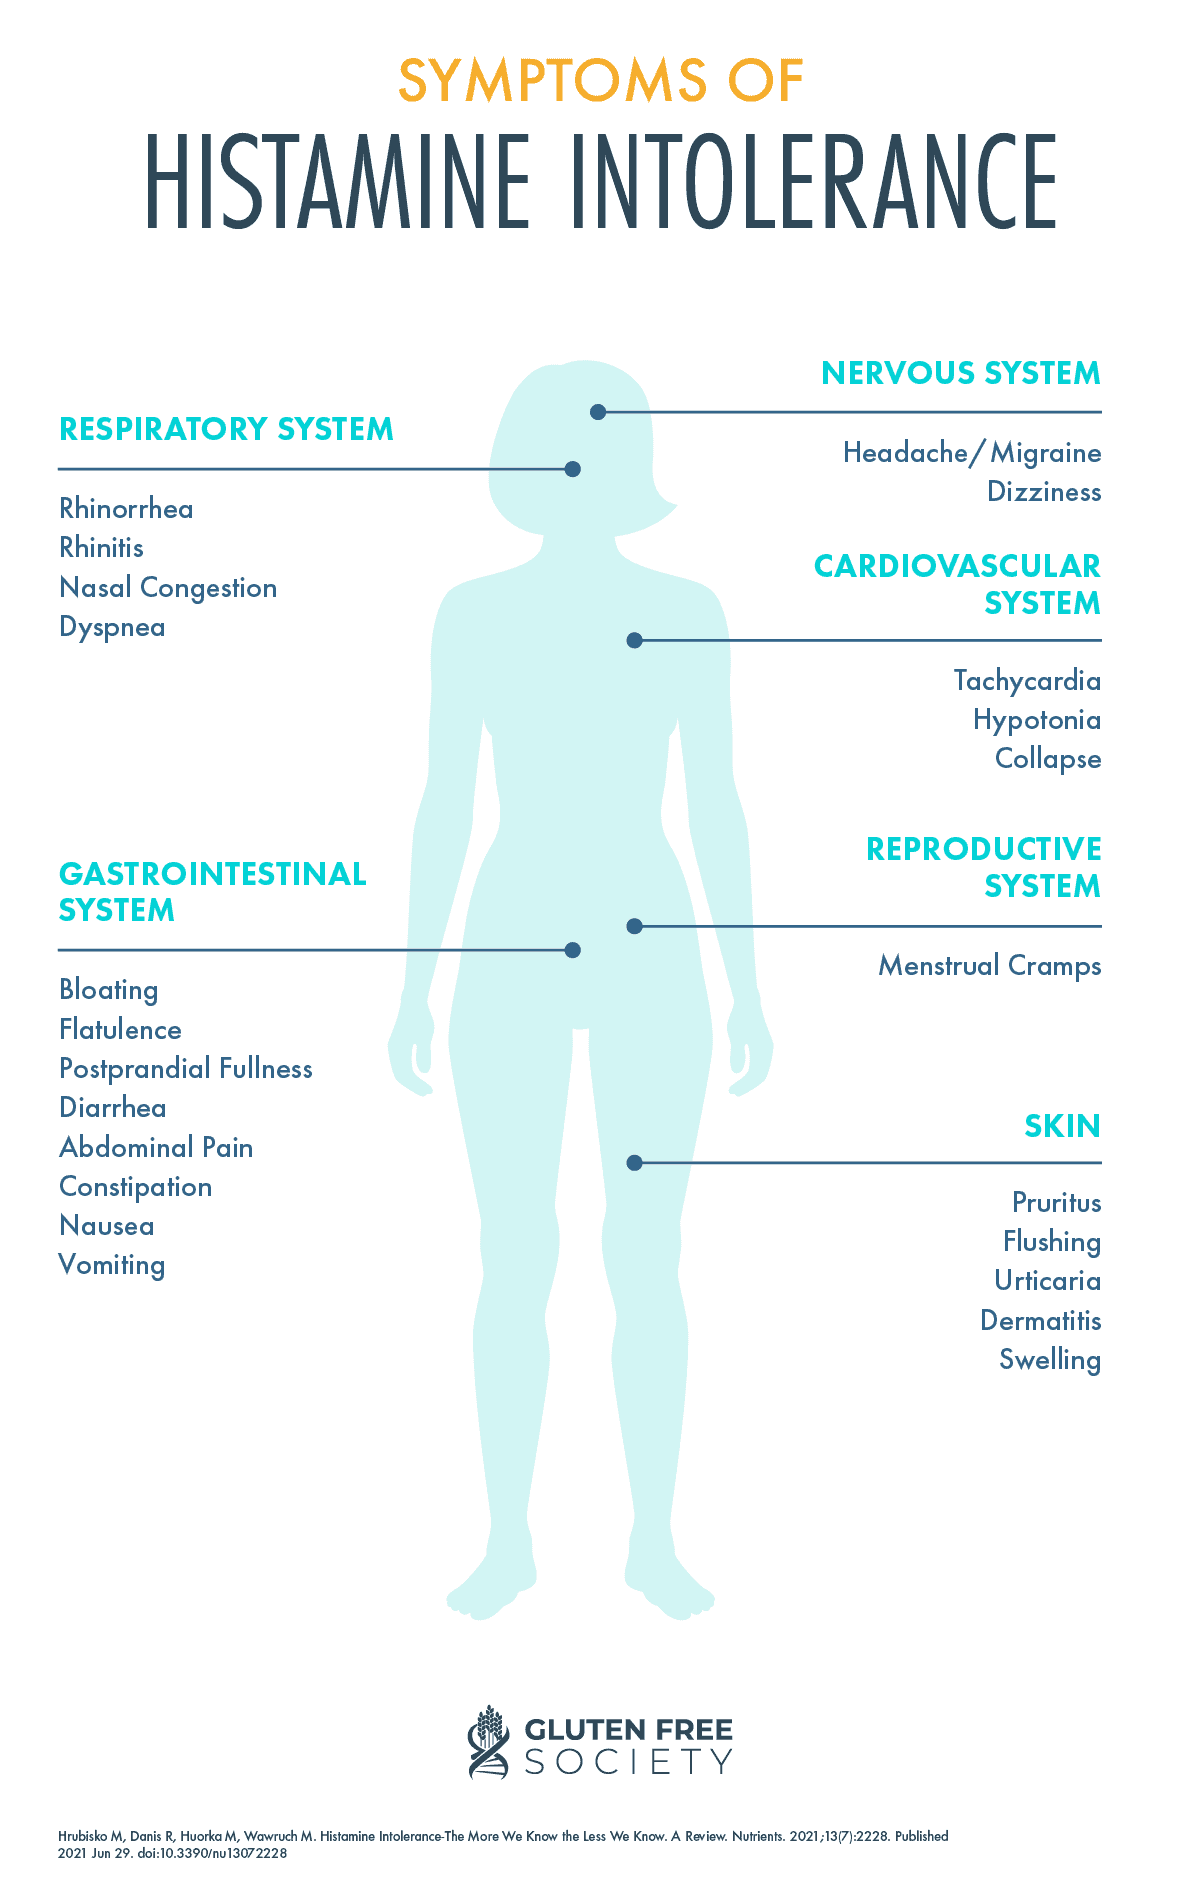 SYMPTOMS OF
HISTAMINE INTOLERANCE
RESPIRATORY SYSTEM
Rhinorrhea
Rhinitis
Nasal Congestion
Dyspnea
GASTROINTESTINAL
SYSTEM
Bloating
Flatulence
Postprandial Fullness
Diarrhea
Abdominal Pain
Constipation
Nausea
Vomiting
NERVOUS SYSTEM
Headache/Migraine
Dizziness
CARDIOVASCULAR
SYSTEM
Tachycardia
Hypotonia
Collapse
REPRODUCTIVE
SYSTEM
Menstrual Cramps
SKIN
Pruritus
Flushing
Urticaria
Dermatitis
Swelling
GLUTEN FREE
SOCIETY
Hrubisko M, Danis R, Huorka M, Wawruch M. Histamine Intolerance-The More We Know the Less We Know. A Review. Nutrients. 2021;13(7):2228. Published
2021 Jun 29. doi:10.3390/nu13072228